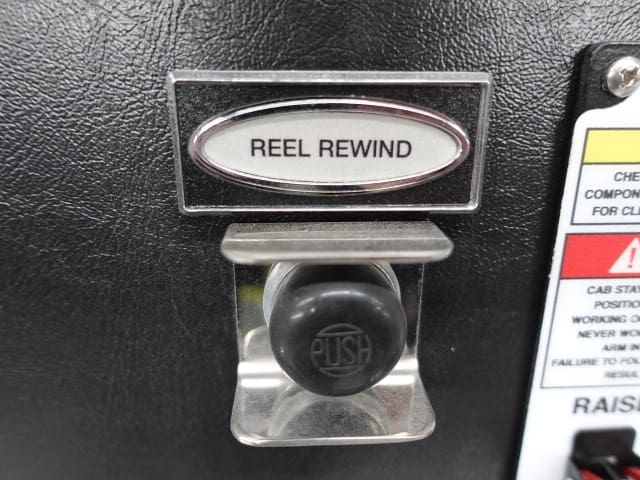 REEL REWIND
PUSH
CHE
COMPON
FOR CLE
CAB STAY
POSITIO
WORKING O
NEVER WO
ARM IN
FAILURE TO FOL
RESUL
RAIS